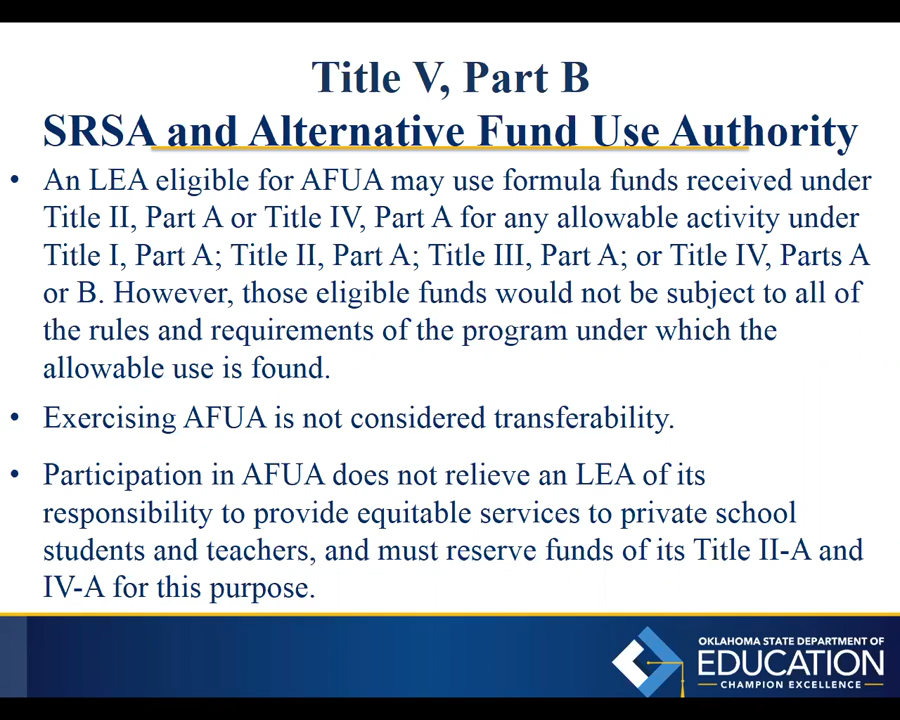 Title V, Part B
SRSA and Alternative Fund Use Authority
• An LEA eligible for AFUA may use formula funds received under
Title II, Part A or Title IV, Part A for any allowable activity under
Title I, Part A; Title II, Part A; Title III, Part A; or Title IV, Parts A
or B. However, those eligible funds would not be subject to all of
the rules and requirements of the program under which the
allowable use is found.
• Exercising AFUA is not considered transferability.
• Participation in AFUA does not relieve an LEA of its
responsibility to provide equitable services to private school
students and teachers, and must reserve funds of its Title II-A and
IV-A for this purpose.
OKLAHOMA STATE DEPARTMENT OF
EDUCATION
CHAMPION EXCELLENCE